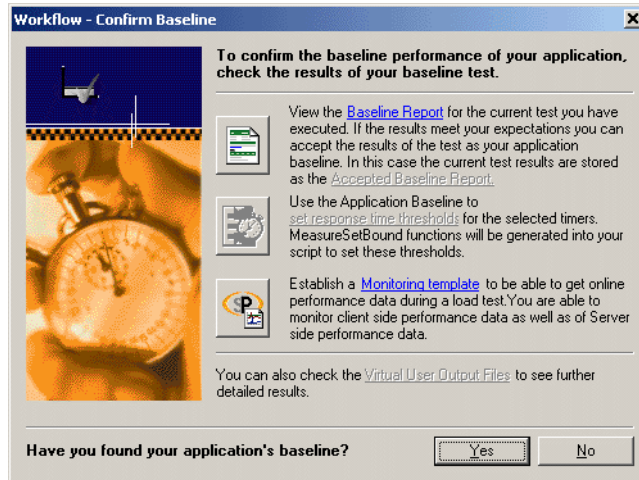 Workflow - Confirm Baseline
To confirm the baseline performance of your application,
check the results of your baseline test.
View the Baseline Report for the current test you have
executed. If the results meet your expectations you can
accept the results of the test as your application
baseline. In this case the current test results are stored
as the Accepted Baseline Report.
Use the Application Baseline to
set response time thresholds for the selected timers.
MeasureSetBound functions will be generated into your
script to set these thresholds.
Establish a Monitoring template to be able to get online
performance data during a load test.You are able to
monitor client side performance data as well as of Server
side performance data.
You can also check the Virtual User Output Files to see further
detailed results.
Have you found your application's baseline?
Yes
No